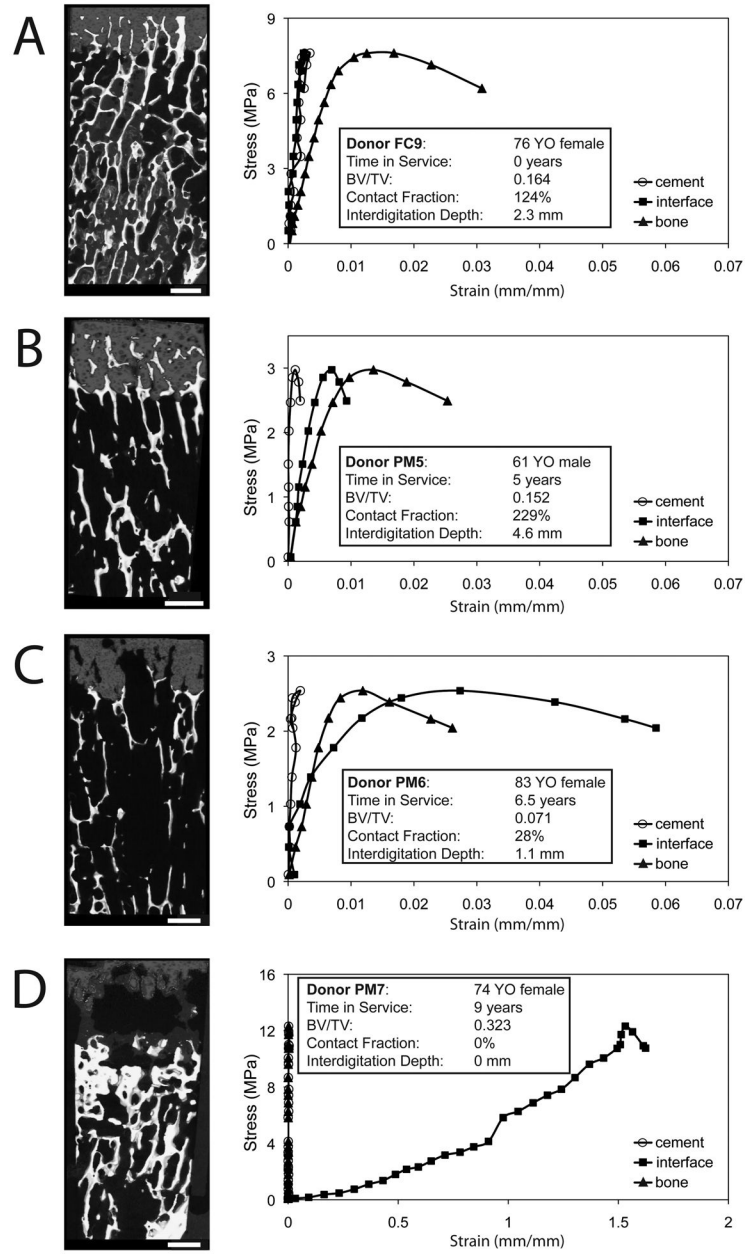 A
Stress (MPa)
9
6
3
0
Donor FC9: 76 YO female
Time in Service: 0 years
BV/TV: 0.164
Contact Fraction: 124%
Interdigitation Depth: 2.3 mm
cement
interface
bone
0 0.01 0.02 0.03 0.04 0.05 0.06 0.07
Strain (mm/mm)
B
Stress (MPa)
3
2
1
0
Donor PM5: 61 YO male
Time in Service: 5 years
BV/TV: 0.152
Contact Fraction: 229%
Interdigitation Depth: 4.6 mm
cement
interface
bone
0 0.01 0.02 0.03 0.04 0.05 0.06 0.07
Strain (mm/mm)
C
Stress (MPa)
3
2
1
0
Donor PM6: 83 YO female
Time in Service: 6.5 years
BV/TV: 0.071
Contact Fraction: 28%
Interdigitation Depth: 1.1 mm
cement
interface
bone
0 0.01 0.02 0.03 0.04 0.05 0.06 0.07
Strain (mm/mm)
D
Stress (MPa)
16
12
8
4
0
Donor PM7: 74 YO female
Time in Service: 9 years
BV/TV: 0.323
Contact Fraction: 0%
Interdigitation Depth: 0 mm
cement
interface
bone
0 0.5 1 1.5 2
Strain (mm/mm)